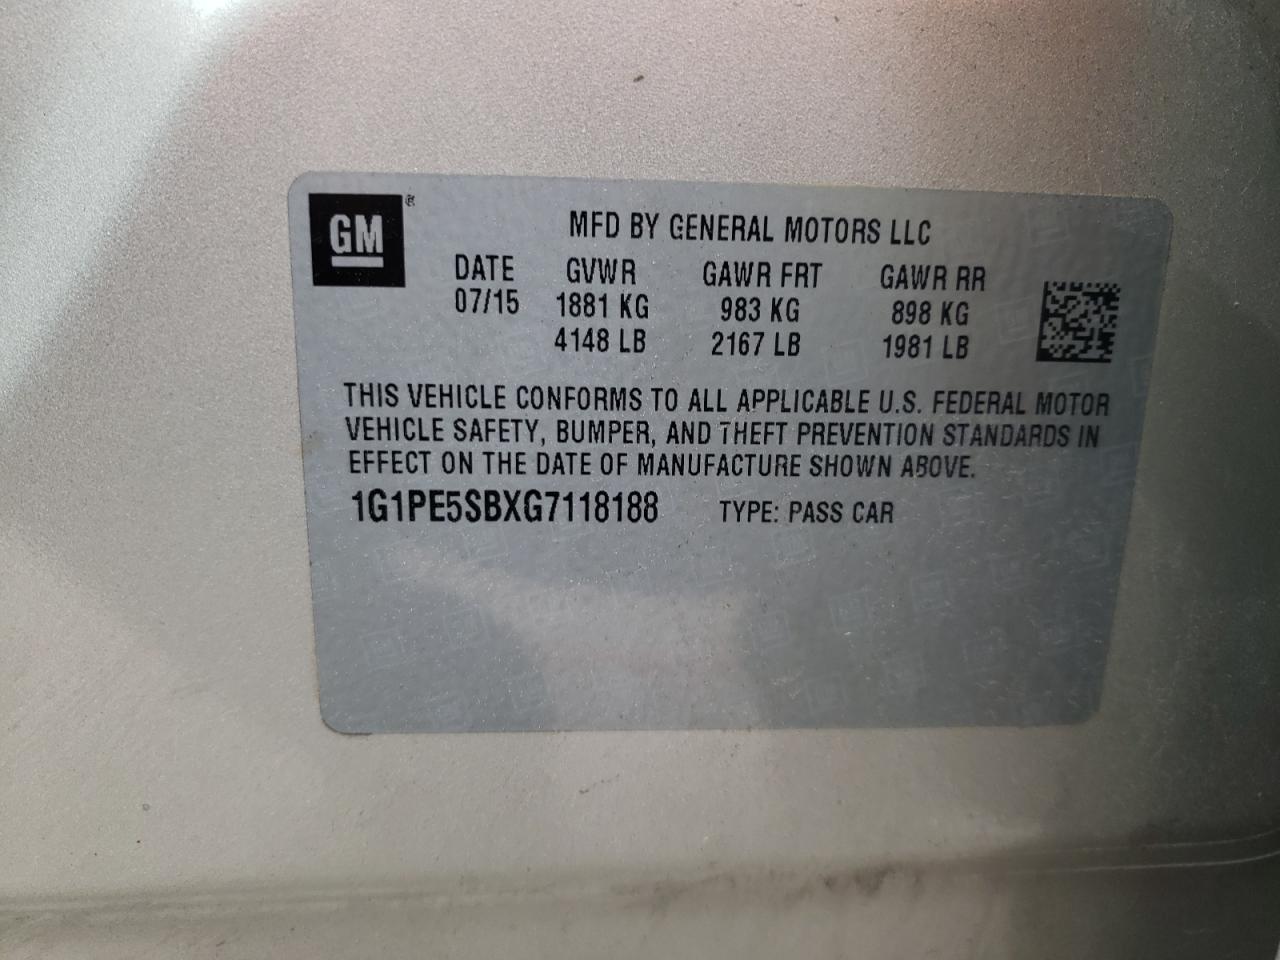 GM®
MFD BY GENERAL MOTORS LLC
DATE GVWR GAWR FRT GAWR RR
07/15 1881 KG 983 KG 898 KG
4148 LB 2167 LB 1981 LB
THIS VEHICLE CONFORMS TO ALL APPLICABLE U.S. FEDERAL MOTOR
VEHICLE SAFETY, BUMPER, AND THEFT PREVENTION STANDARDS IN
EFFECT ON THE DATE OF MANUFACTURE SHOWN ABOVE.
1G1PE5SBXG7118188 TYPE: PASS CAR